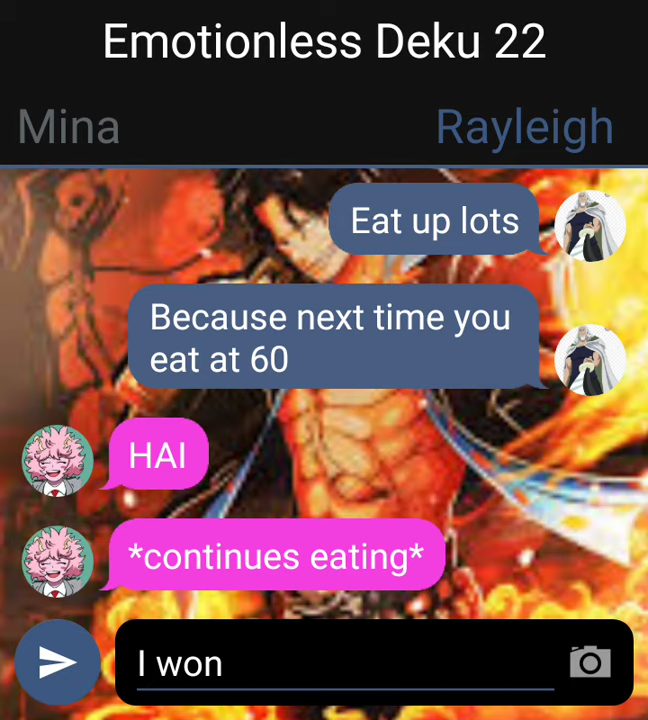 Emotionless Deku 22
Mina
Rayleigh
Eat up lots
Because next time you
eat at 60
HAI
*continues eating*
I won